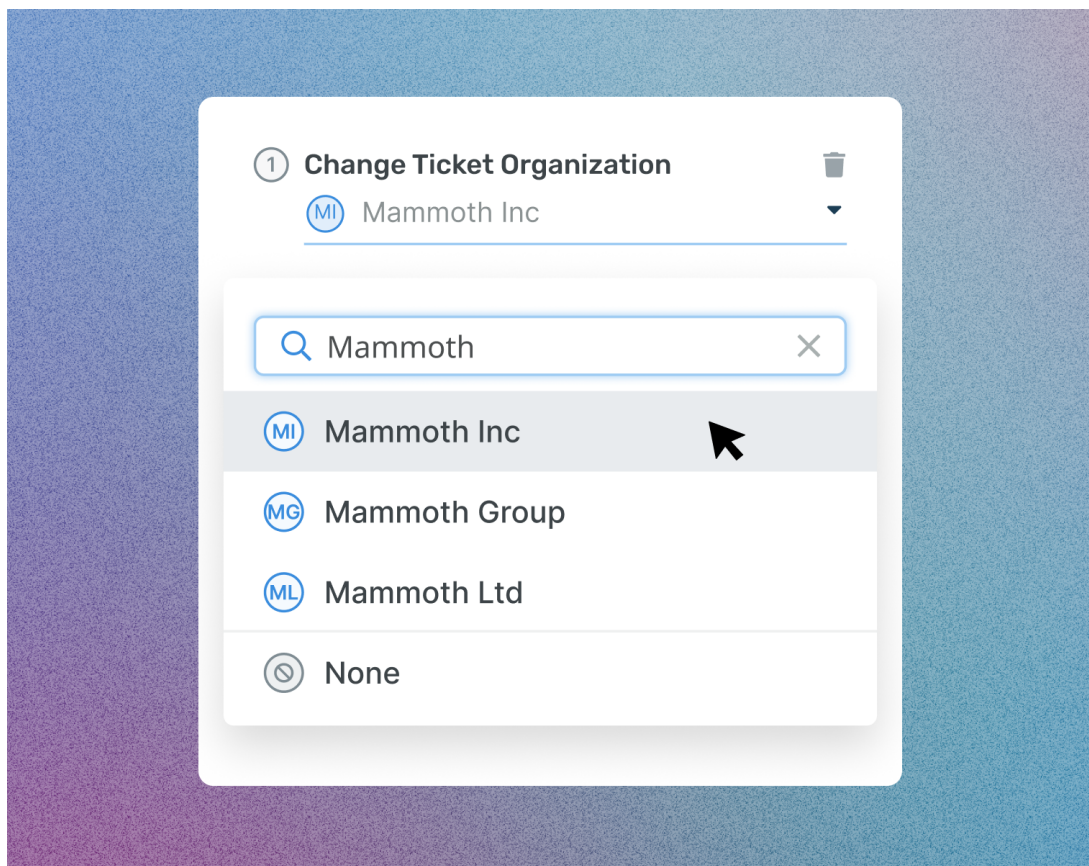 1 Change Ticket Organization
MI Mammoth Inc
Mammoth
MI Mammoth Inc
MG Mammoth Group
ML Mammoth Ltd
None